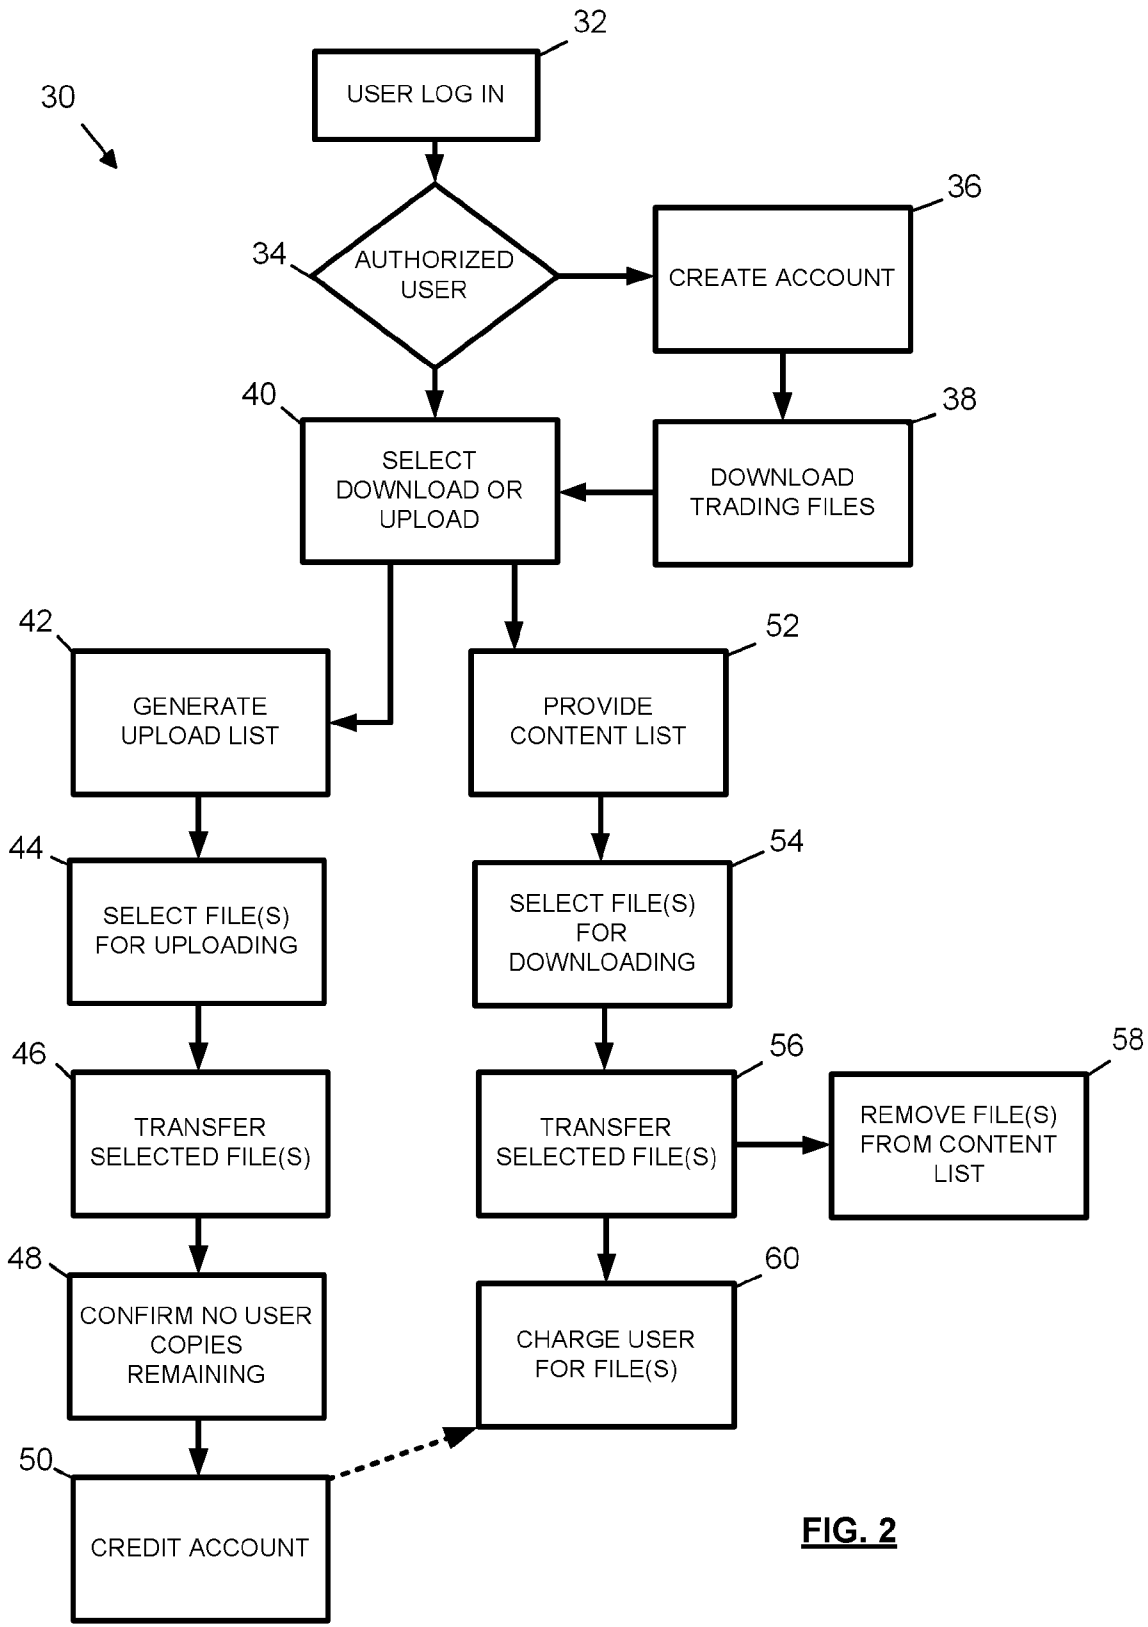 32
USER LOG IN
30
34
AUTHORIZED
USER
36
CREATE ACCOUNT
40
SELECT
DOWNLOAD OR
UPLOAD
38
DOWNLOAD
TRADING FILES
42
GENERATE
UPLOAD LIST
52
PROVIDE
CONTENT LIST
44
SELECT FILE(S)
FOR UPLOADING
54
SELECT FILE(S)
FOR
DOWNLOADING
46
TRANSFER
SELECTED FILE(S)
56
TRANSFER
SELECTED FILE(S)
58
REMOVE FILE(S)
FROM CONTENT
LIST
48
CONFIRM NO USER
COPIES
REMAINING
60
CHARGE USER
FOR FILE(S)
50
CREDIT ACCOUNT
FIG. 2